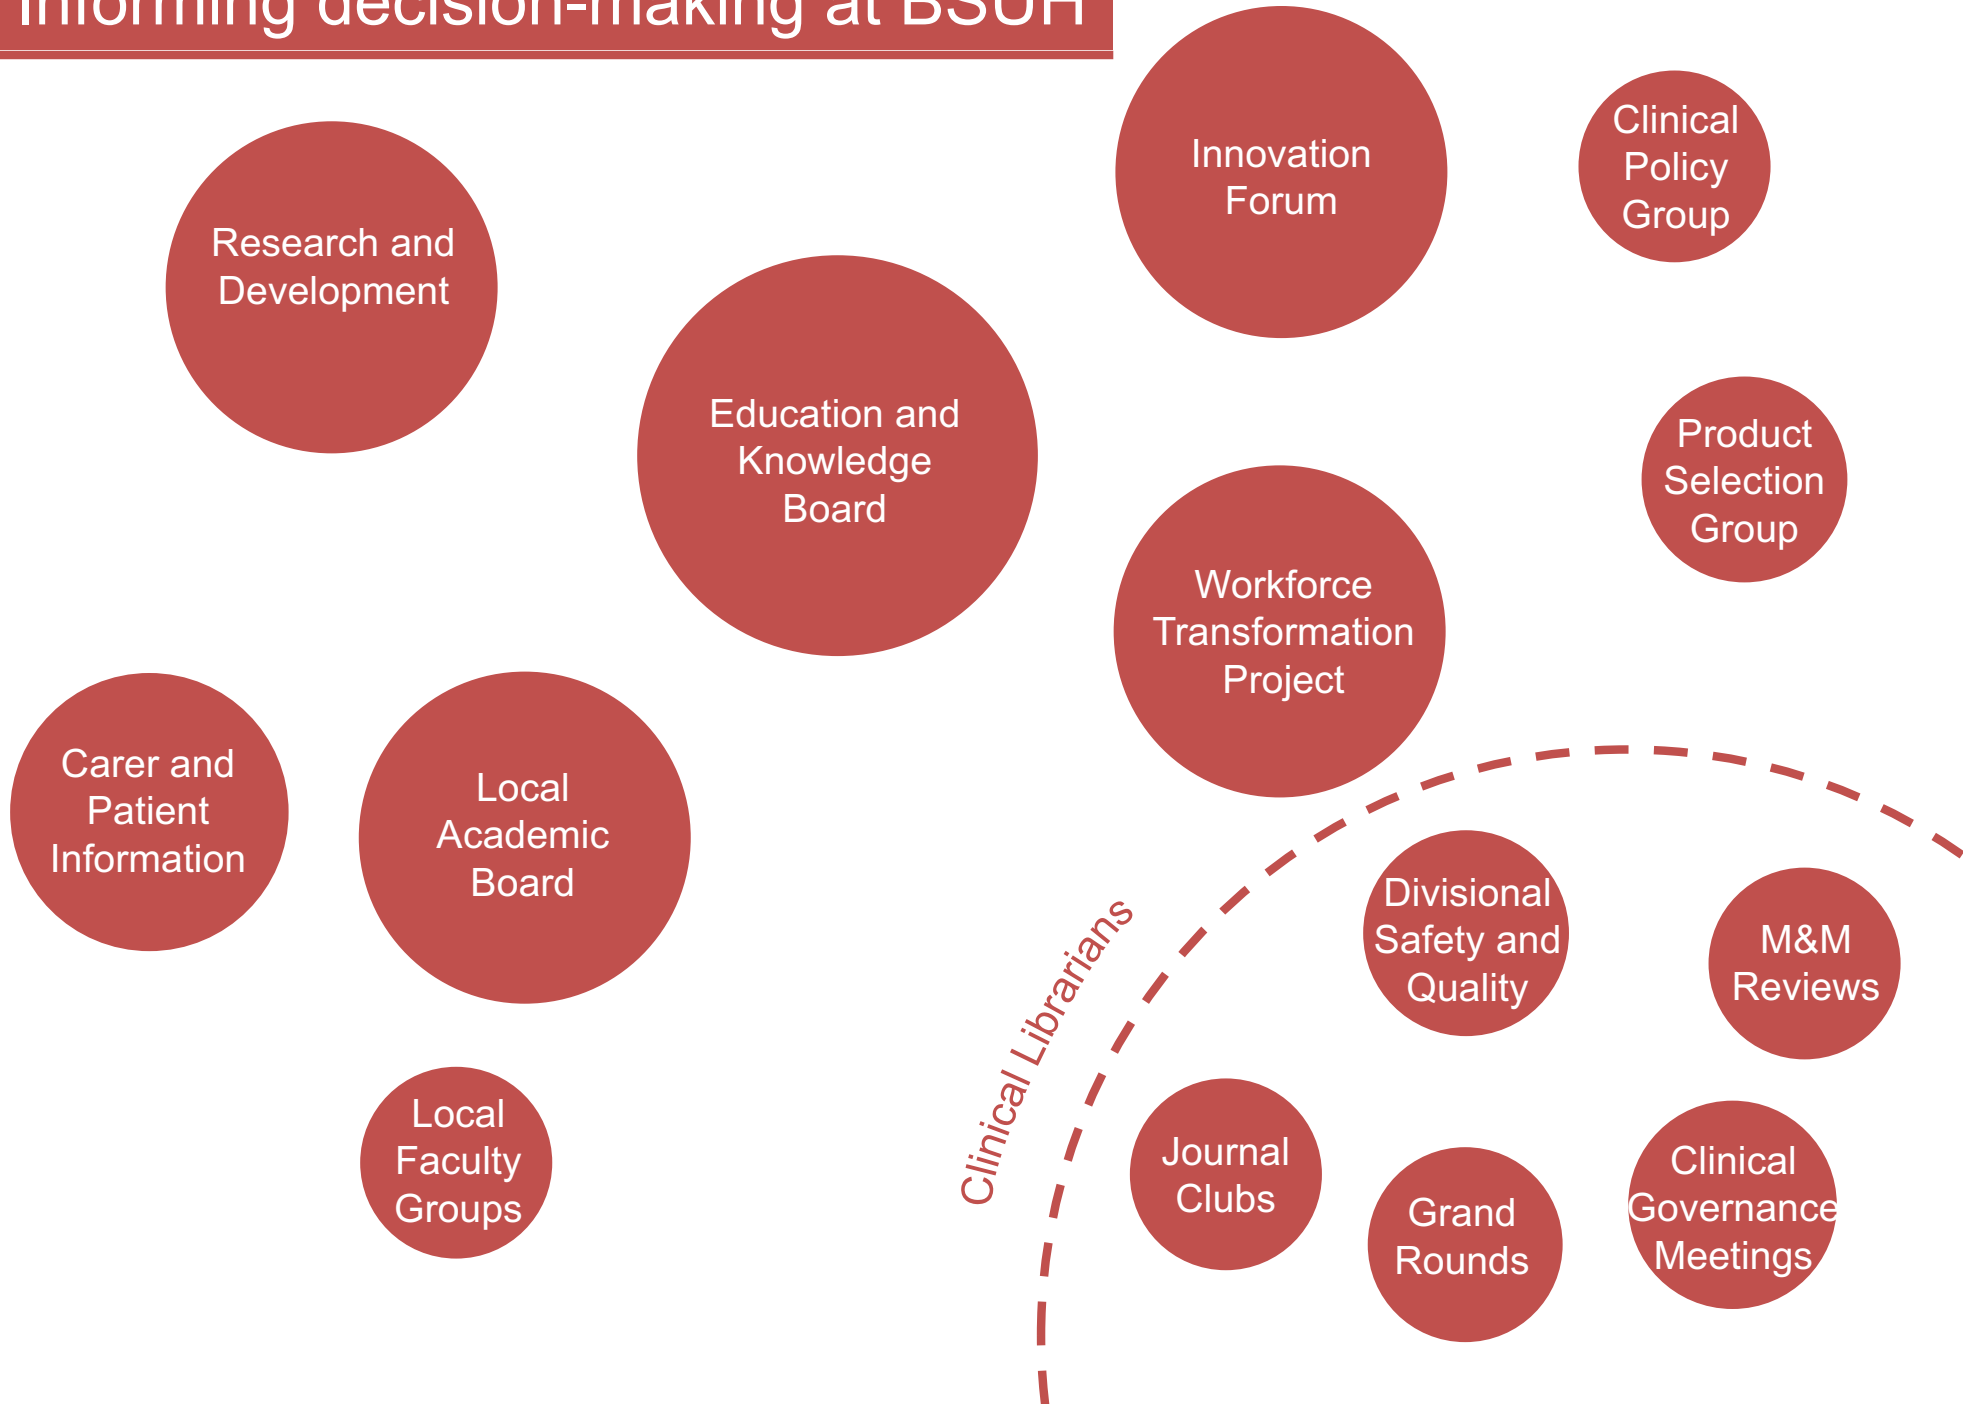 Informing decision-making at BSUH
Research and
Development
Innovation
Forum
Clinical
Policy
Group
Education and
Knowledge
Board
Product
Selection
Group
Workforce
Transformation
Project
Carer and
Patient
Information
Local
Academic
Board
Clinical Librarians
Divisional
Safety and
Quality
M&M
Reviews
Local
Faculty
Groups
Journal
Clubs
Grand
Rounds
Clinical
Governance
Meetings